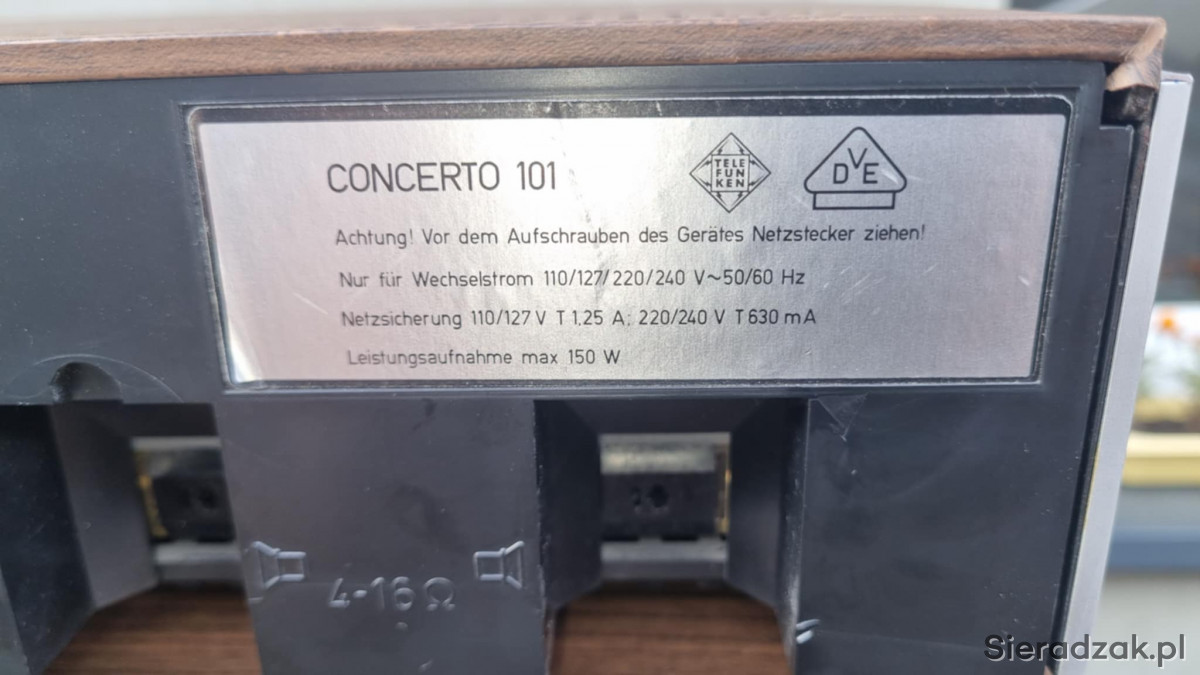 CONCERTO 101
TELE
FUN
KEN
DVE
Achtung! Vor dem Aufschrauben des Gerätes Netzstecker ziehen!
Nur für Wechselstrom 110/127/220/240 V~50/60 Hz
Netzsicherung 110/127 V T 1,25 A; 220/240 V T 630 mA
Leistungsaufnahme max 150 W
4-16 Ω
Sieradzak.pl